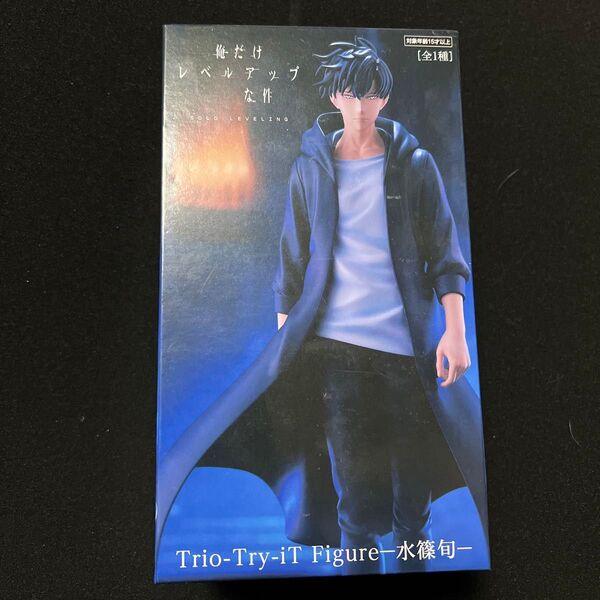 俺だけ
レベルアップ
な件
SOLO LEVELING
対象年齢15才以上
[全1種]
Trio-Try-iT Figure—水篠旬—